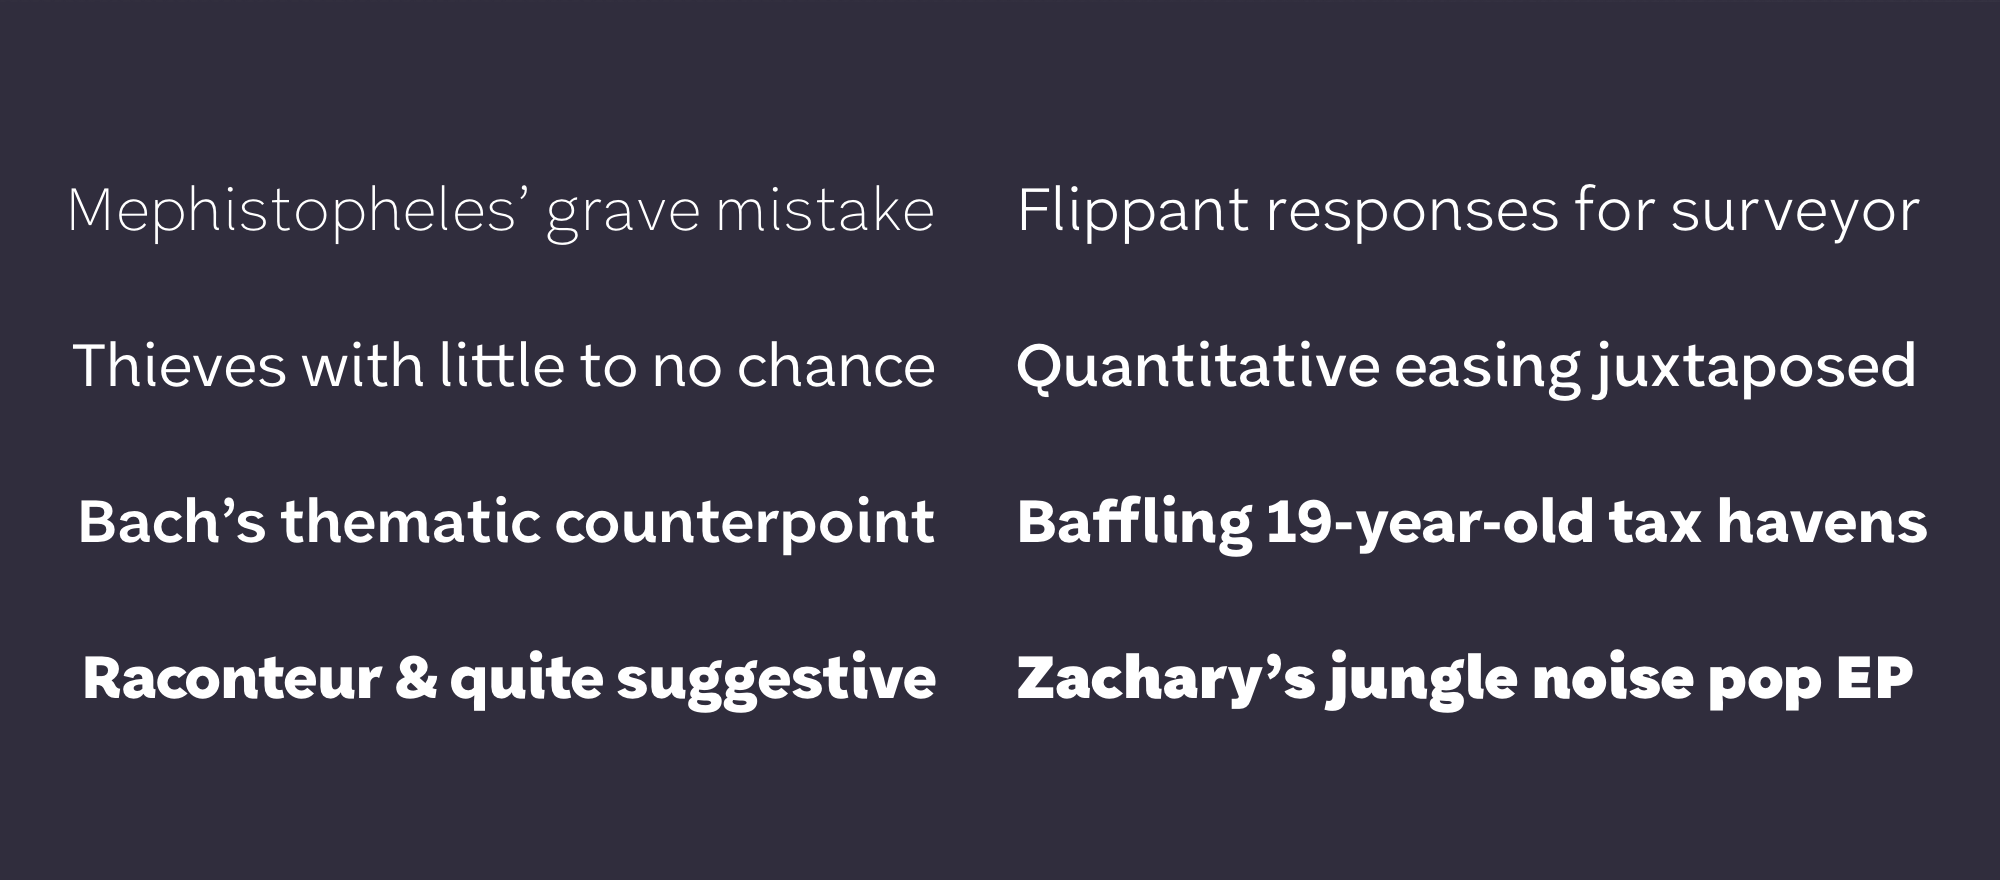 Mephistopheles’ grave mistake
Flippant responses for surveyor
Thieves with little to no chance
Quantitative easing juxtaposed
Bach’s thematic counterpoint
Baffling 19-year-old tax havens
Raconteur & quite suggestive
Zachary’s jungle noise pop EP